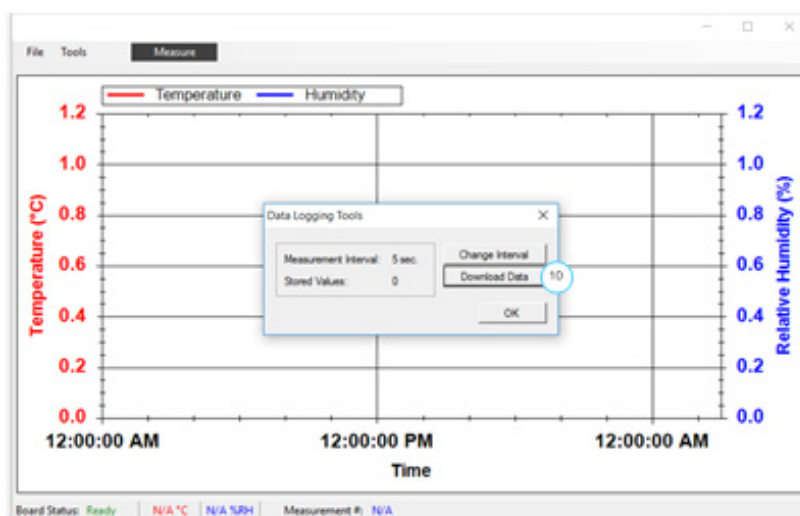 File Tools Measure
Temperature Humidity
1.2 1.2
1.0 1.0
0.8 0.8
Data Logging Tools
Measurement Interval: 5 sec. Change Interval
Stored Values: 0 Download Data 10
OK
0.6 0.6
0.4 0.4
0.2 0.2
0.0 0.0
Temperature (°C)
Relative Humidity (%)
12:00:00 AM 12:00:00 PM 12:00:00 AM
Time
Board Status: Ready N/A °C N/A %RH Measurement #: N/A